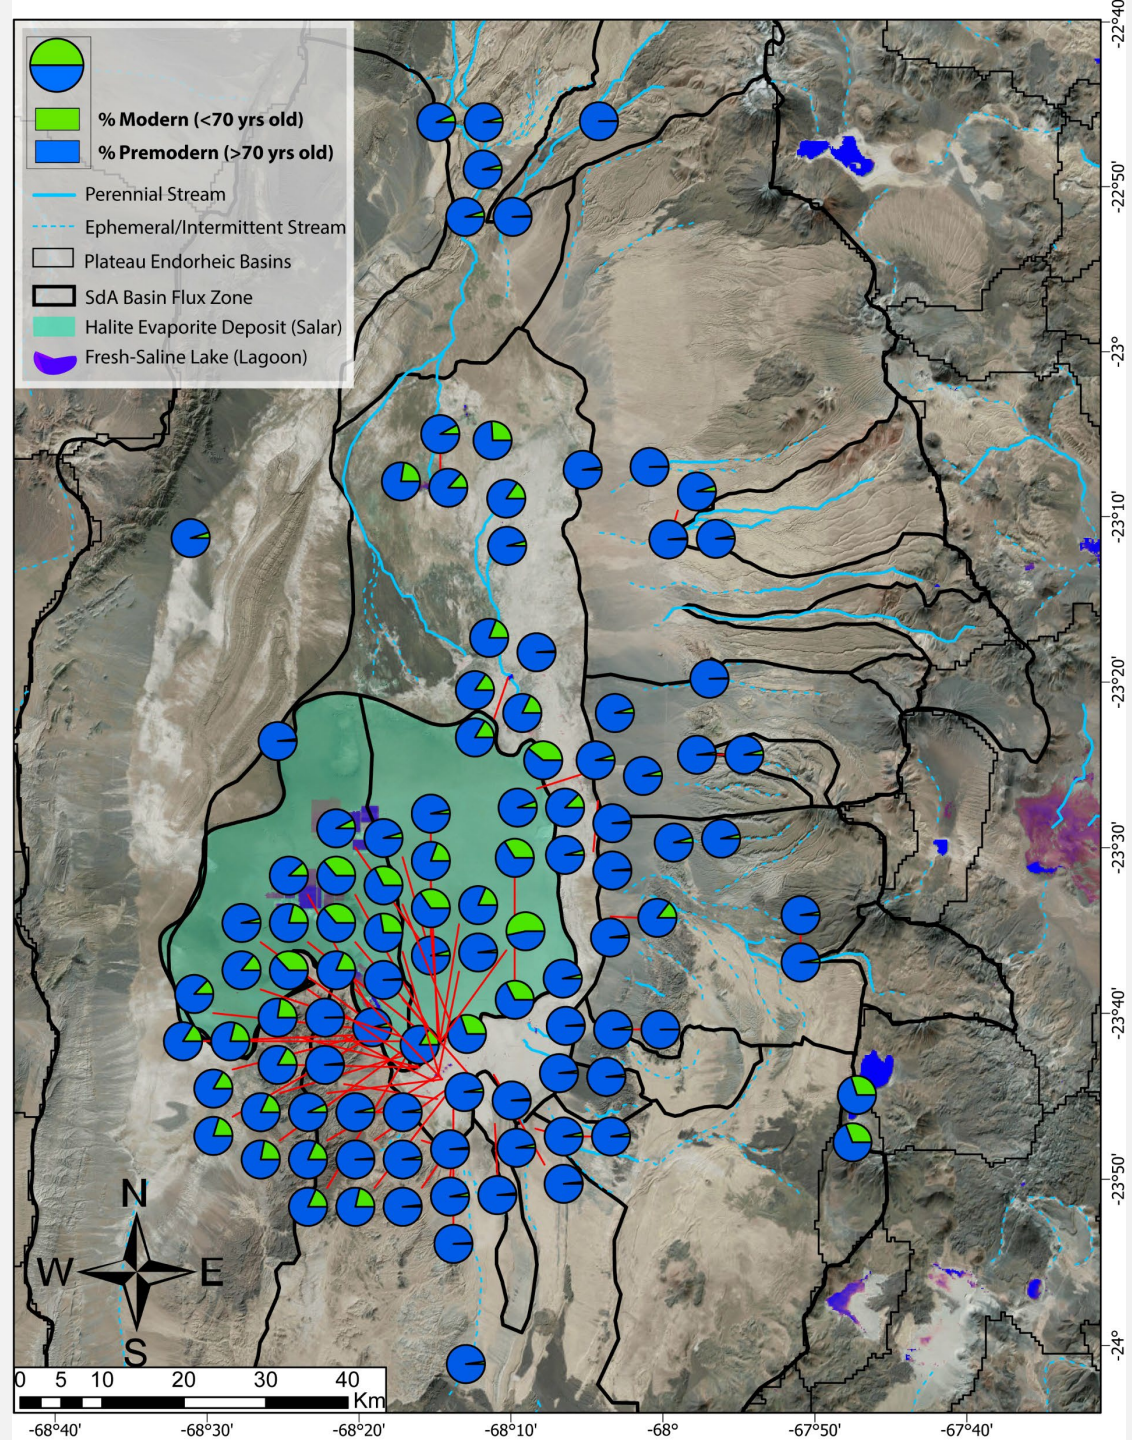 % Modern (<70 yrs old)
% Premodern (>70 yrs old)
Perennial Stream
Ephemeral/Intermittent Stream
Plateau Endorheic Basins
SdA Basin Flux Zone
Halite Evaporite Deposit (Salar)
Fresh-Saline Lake (Lagoon)
-22°40'
-22°50'
-23°
-23°10'
-23°20'
-23°30'
-23°40'
-23°50'
-24°
N
W E
S
0 5 10 20 30 40
Km
-68°40' -68°30' -68°20' -68°10' -68° -67°50' -67°40'